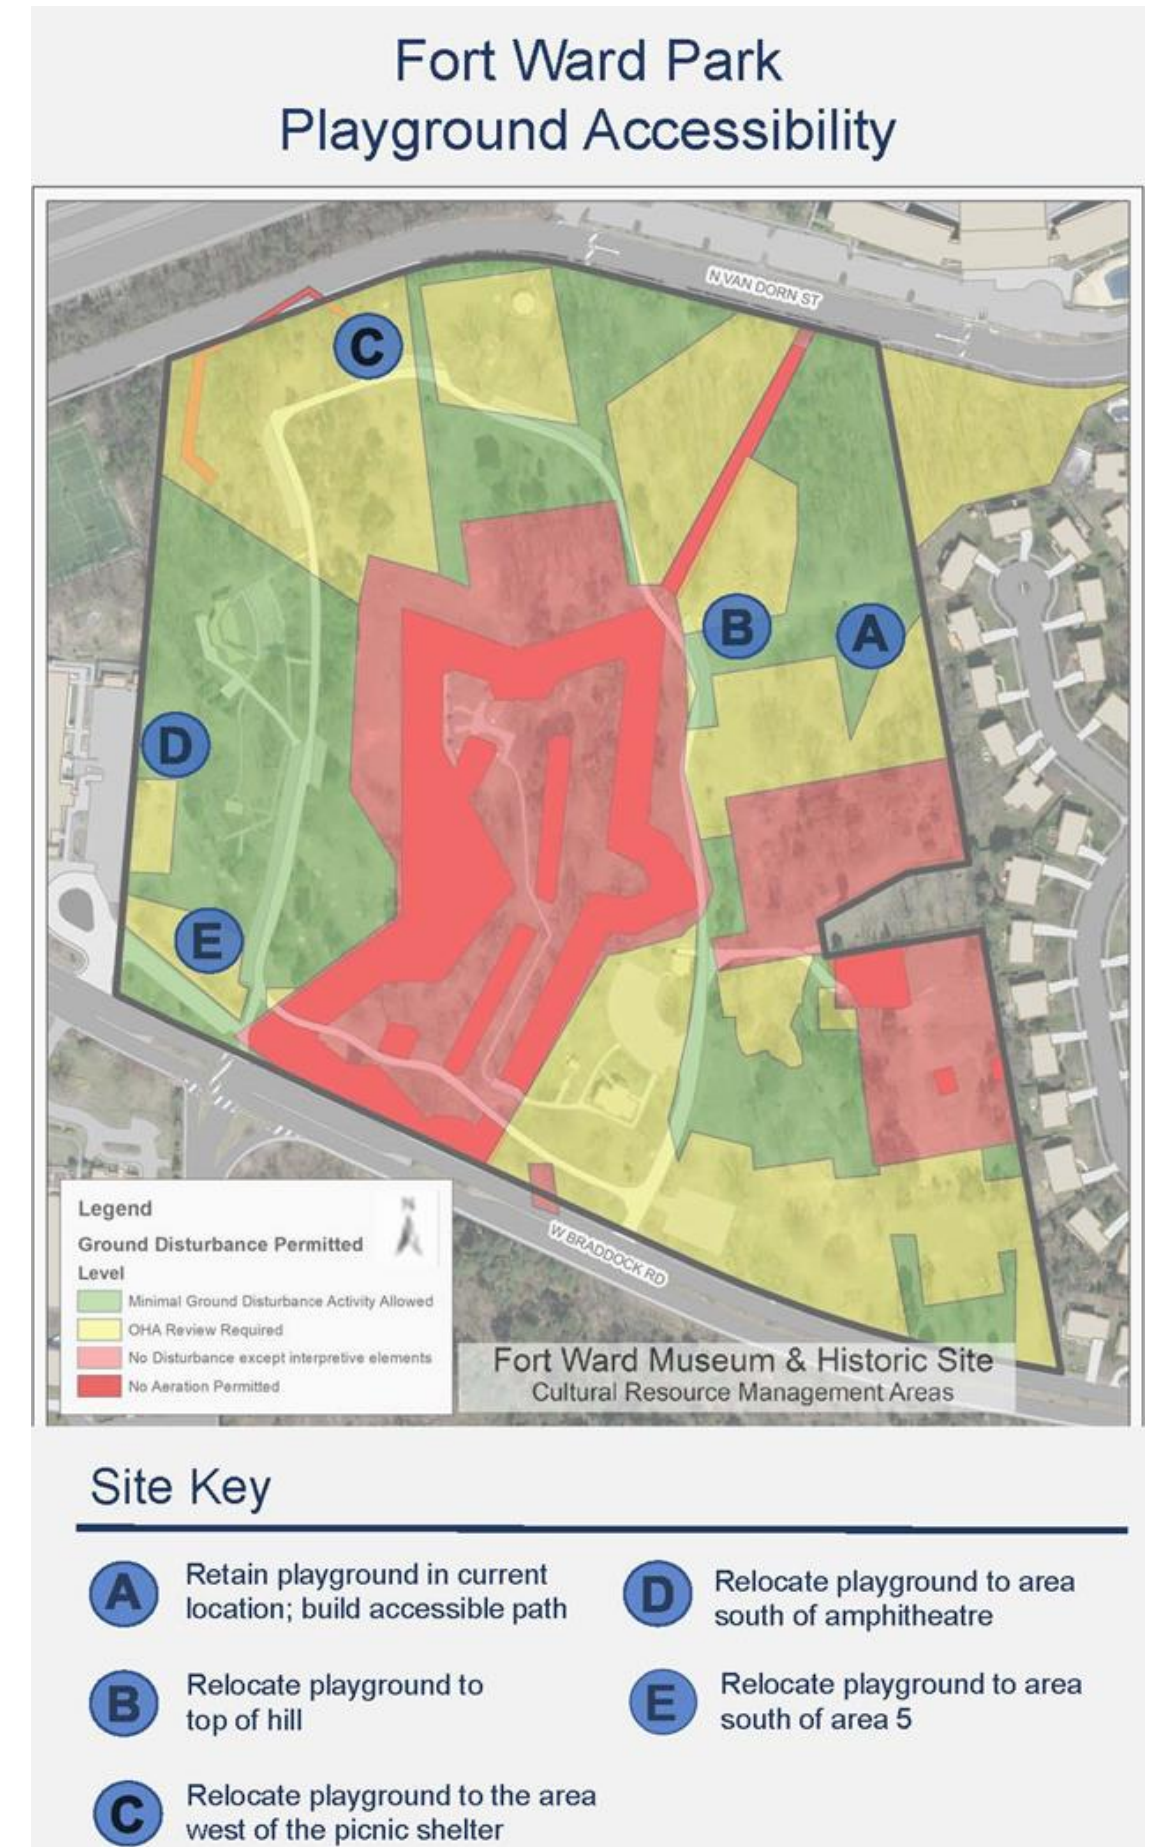 Fort Ward Park
Playground Accessibility
N VAN DORN ST
C
B
A
D
E
W BRADDOCK RD
Legend
N
Ground Disturbance Permitted
Level
Minimal Ground Disturbance Activity Allowed
OHA Review Required
No Disturbance except interpretive elements
No Aeration Permitted
Fort Ward Museum & Historic Site
Cultural Resource Management Areas
Site Key
A
Retain playground in current
location; build accessible path
B
Relocate playground to
top of hill
C
Relocate playground to the area
west of the picnic shelter
D
Relocate playground to area
south of amphitheatre
E
Relocate playground to area
south of area 5